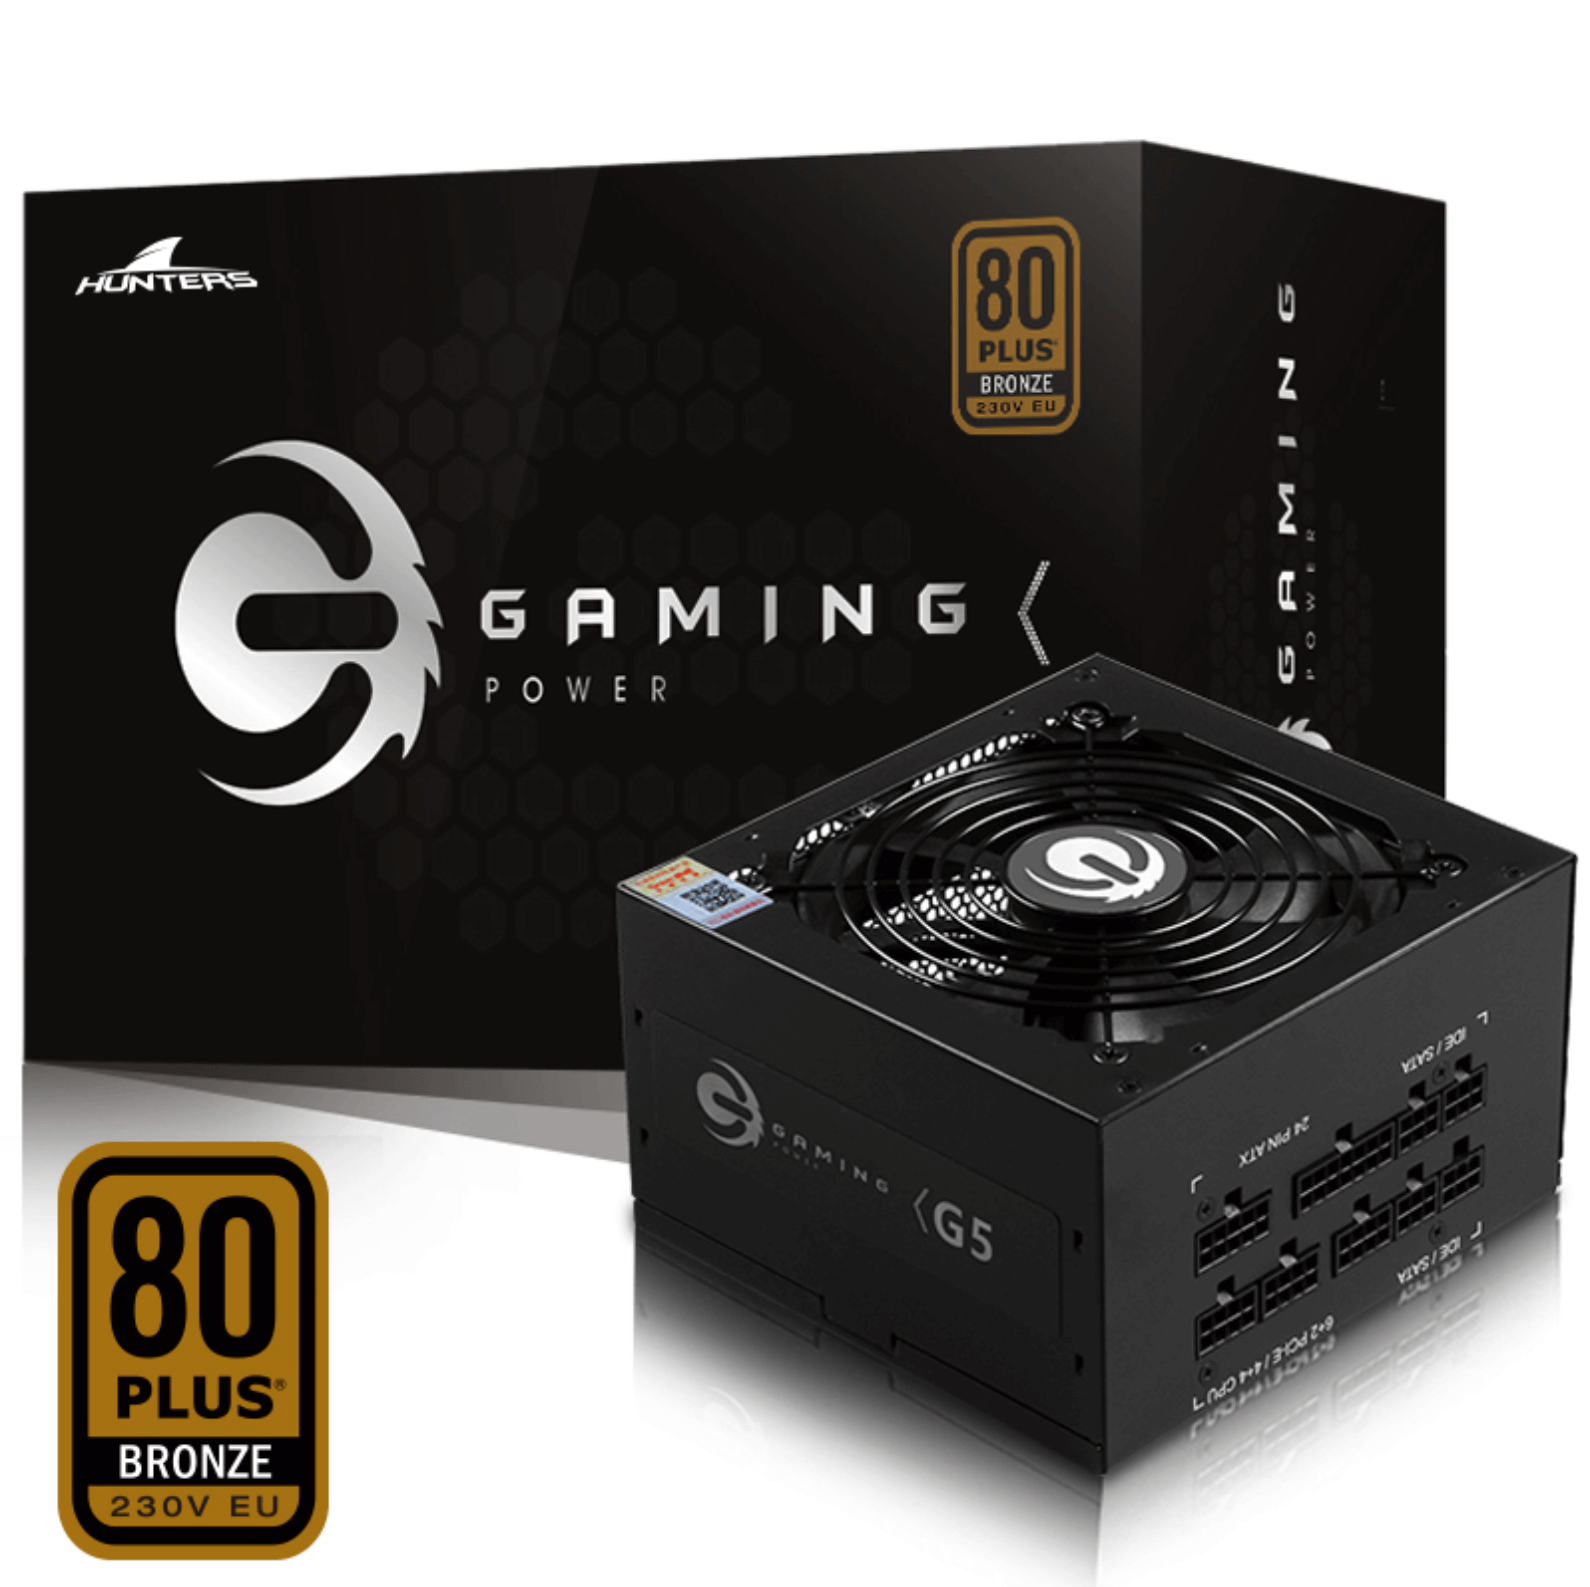 HUNTERS
80
PLUS
BRONZE
230V EU
GAMING
POWER
GAMING
POWER
GAMING
POWER
G5
IDE / SATA
24 PIN ATX
IDE / SATA
6+2 PCI-E / 4+4 CPU
80
PLUS®
BRONZE
230V EU